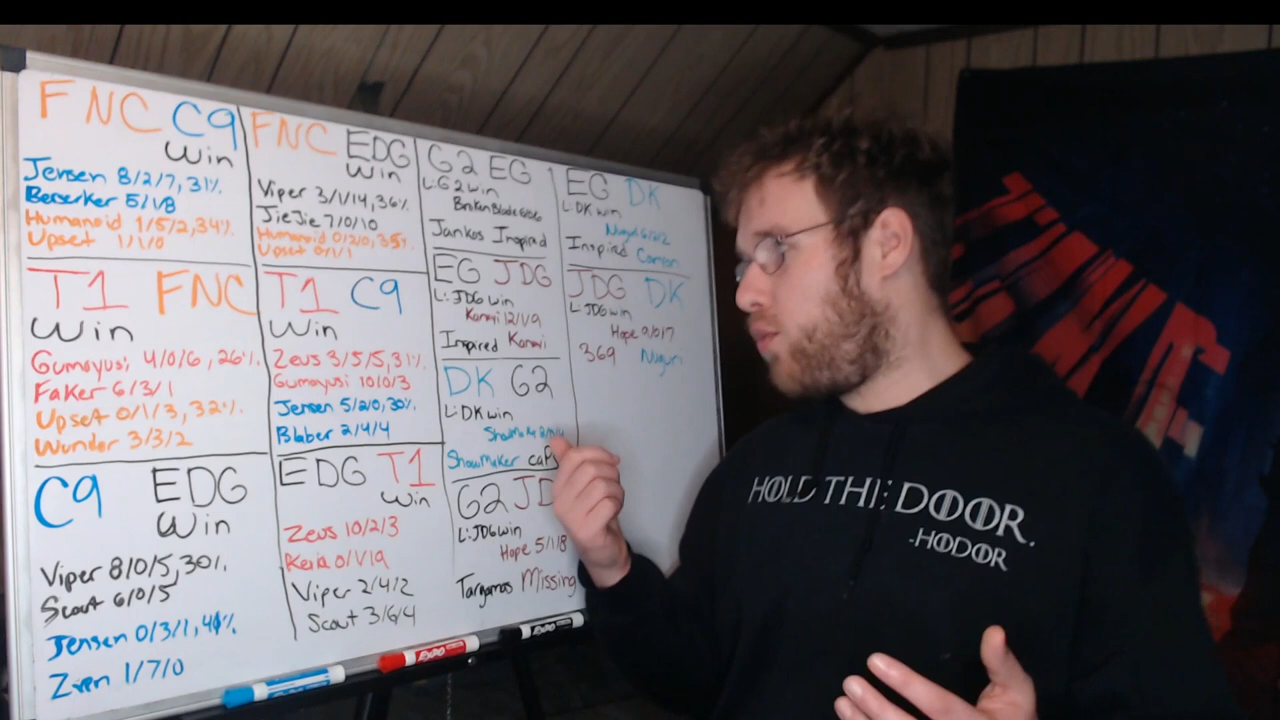 FNC C9
Win
Jensen 8/2/7, 31%
Berserker 5/1/8
Humanoid 1/5/2, 34%
Upset 1/1/0
FNC EDG
Win
Viper 3/1/14, 36%
JieJie 7/0/10
Humanoid 0/2/0, 35%
Upset 0/1/1
T1 FNC
Win
Gumayusi 4/0/6, 26%
Faker 6/3/1
Upset 0/1/3, 32%
Wunder 3/3/2
T1 C9
Win
Zeus 3/5/5, 31%
Gumayusi 10/0/3
Jensen 5/2/0, 30%
Blaber 2/4/4
C9 EDG
Win
Viper 8/0/5, 30%
Scout 6/0/5
Jensen 0/3/1,
Zven 1/7/0
EDG T1
Win
Zeus 10/2/3
Keria 0/1/19
Viper 2/4/2
Scout 3/6/4
G2 EG
L: G2 win
BrokenBlade
Jankos Inspired
EG JDG
L: JDG win
Kanavi 12/1/9
Inspired Kanavi
DK G2
L: DK win
ShowMaker
G2 JD
L: JDG win
Hope 5/1/8
Targamas Missing
EG DK
L: DK win
Nuguri 6/2/2
Inspired Canyon
JDG DK
L: JDG win
Hope 9/0/7
369 Nuguri
EXPO
EXPO
EXPO
HOLD THE DOOR.
-HODOR